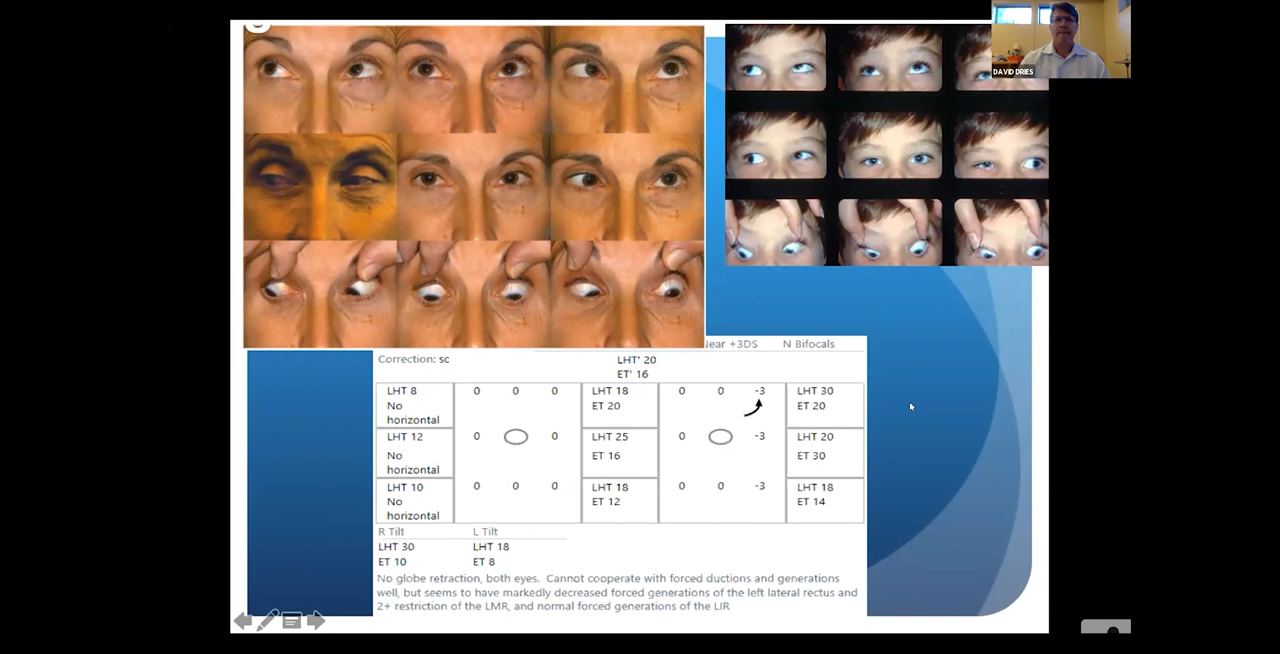 DAVID DRIES
Near +3DS N Bifocals
Correction: sc
LHT' 20
ET' 16
LHT 8 0 0 0 LHT 18 0 0 -3 LHT 30
No ET 20 ET 20
horizontal
LHT 12 0 0 LHT 25 0 -3 LHT 20
No ET 16 ET 30
horizontal
LHT 10 0 0 0 LHT 18 0 0 -3 LHT 18
No ET 12 ET 14
horizontal
R Tilt L Tilt
LHT 30 LHT 18
ET 10 ET 8
No globe retraction, both eyes. Cannot cooperate with forced ductions and generations
well, but seems to have markedly decreased forced generations of the left lateral rectus and
2+ restriction of the LMR, and normal forced generations of the LIR